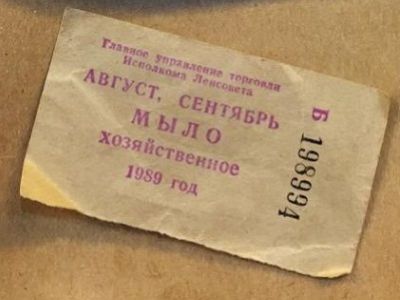 Главное управление торговли
Исполкома Ленсовета
АВГУСТ, СЕНТЯБРЬ
МЫЛО
хозяйственное
1989 год
Б 198994